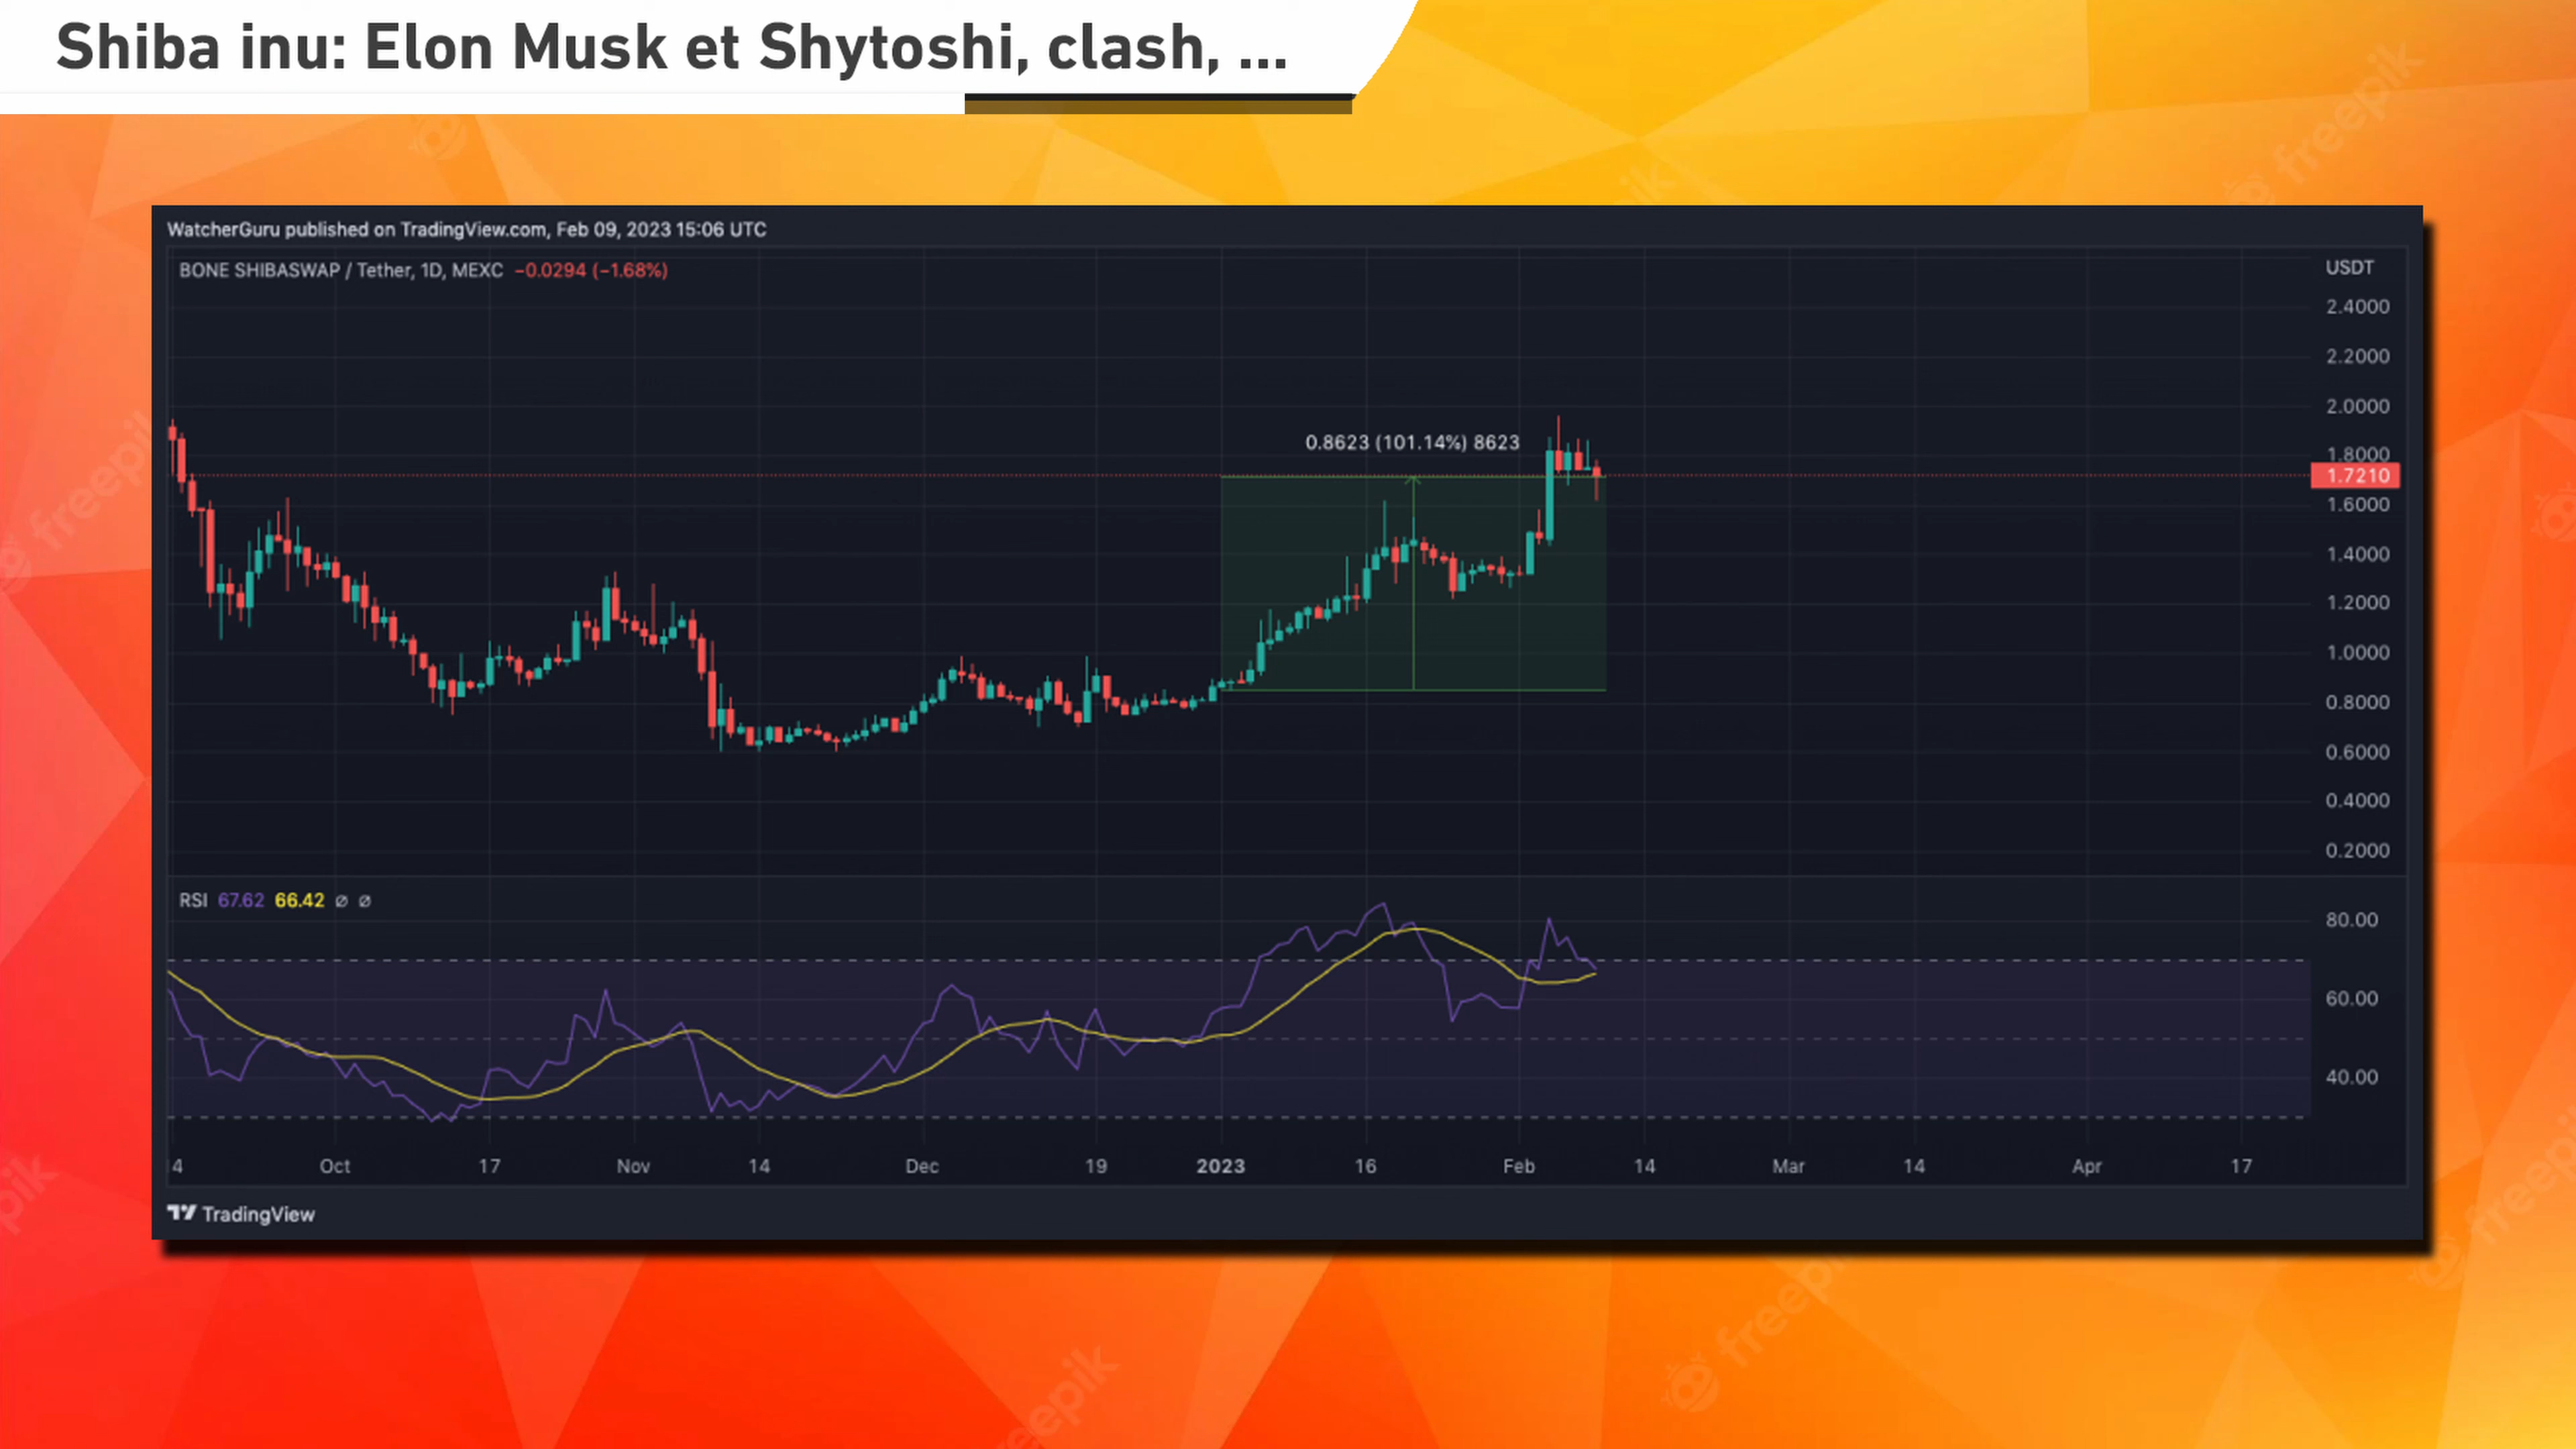 Shiba inu: Elon Musk et Shytoshi, clash, ...
WatcherGuru published on TradingView.com, Feb 09, 2023 15:06 UTC
BONE SHIBASWAP / Tether, 1D, MEXC −0.0294 (−1.68%)
USDT
2.4000
2.2000
2.0000
0.8623 (101.14%) 8623
1.8000
1.7210
1.6000
1.4000
1.2000
1.0000
0.8000
0.6000
0.4000
0.2000
RSI 67.62 66.42 ∅ ∅
80.00
60.00
40.00
4 Oct 17 Nov 14 Dec 19 2023 16 Feb 14 Mar 14 Apr 17
TradingView
freepik
freepik
freepik
freepik